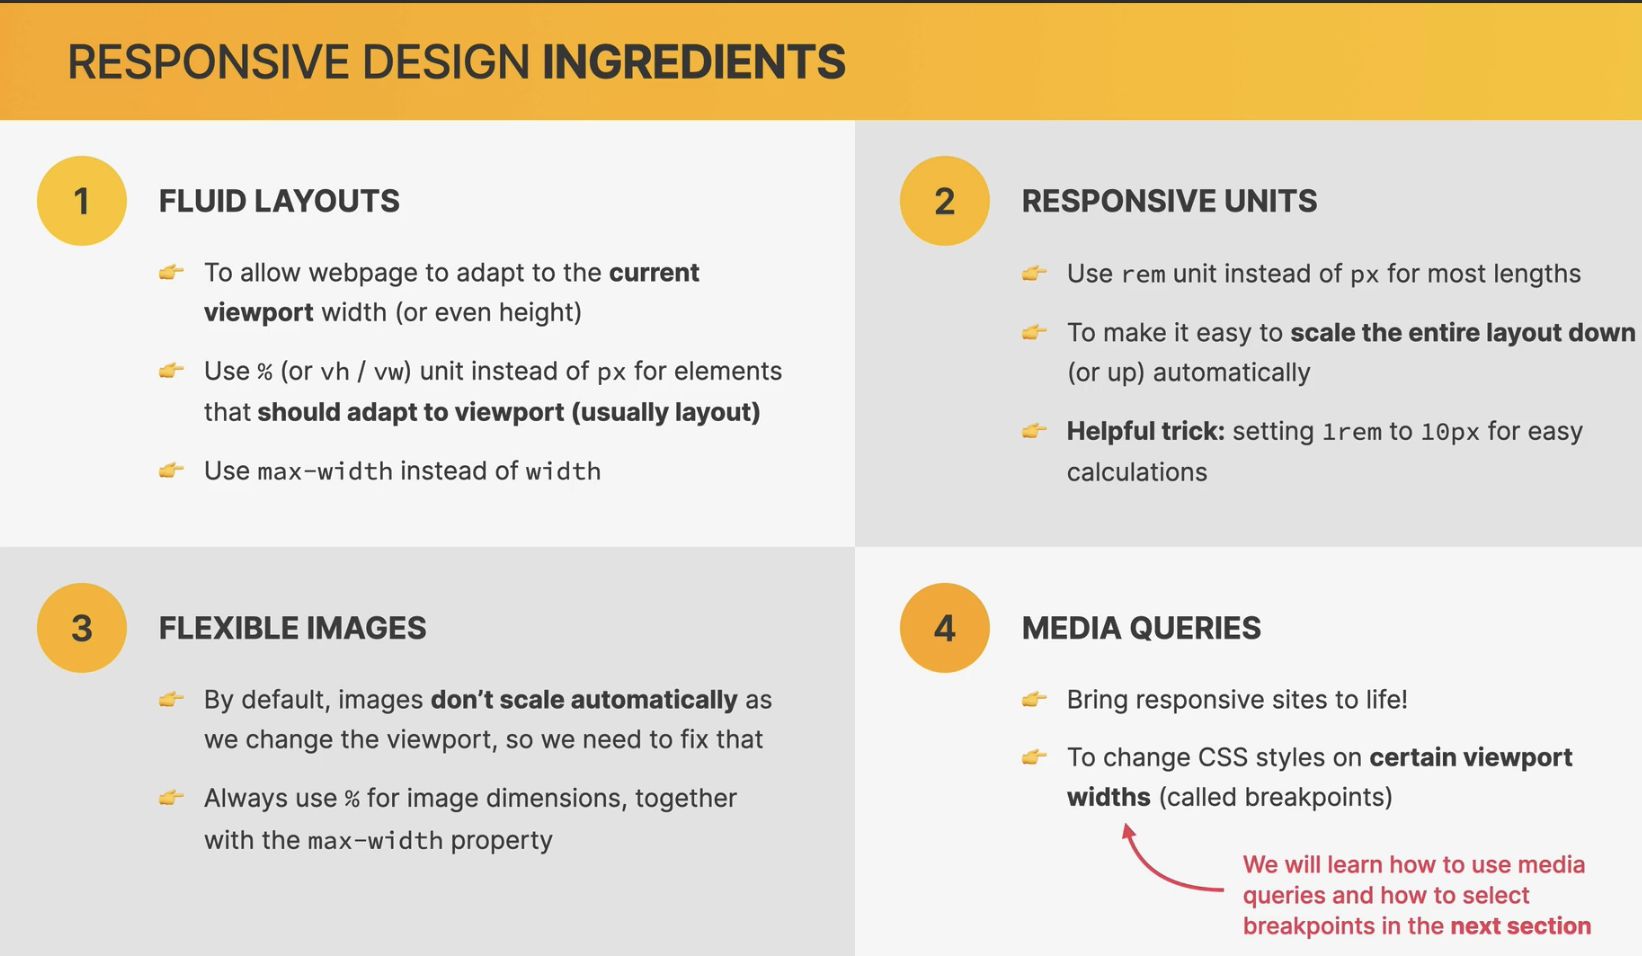 RESPONSIVE DESIGN INGREDIENTS
1
FLUID LAYOUTS
To allow webpage to adapt to the current
viewport width (or even height)
Use % (or vh / vw) unit instead of px for elements
that should adapt to viewport (usually layout)
Use max-width instead of width
2
RESPONSIVE UNITS
Use rem unit instead of px for most lengths
To make it easy to scale the entire layout down
(or up) automatically
Helpful trick: setting 1rem to 10px for easy
calculations
3
FLEXIBLE IMAGES
By default, images don’t scale automatically as
we change the viewport, so we need to fix that
Always use % for image dimensions, together
with the max-width property
4
MEDIA QUERIES
Bring responsive sites to life!
To change CSS styles on certain viewport
widths (called breakpoints)
We will learn how to use media
queries and how to select
breakpoints in the next section